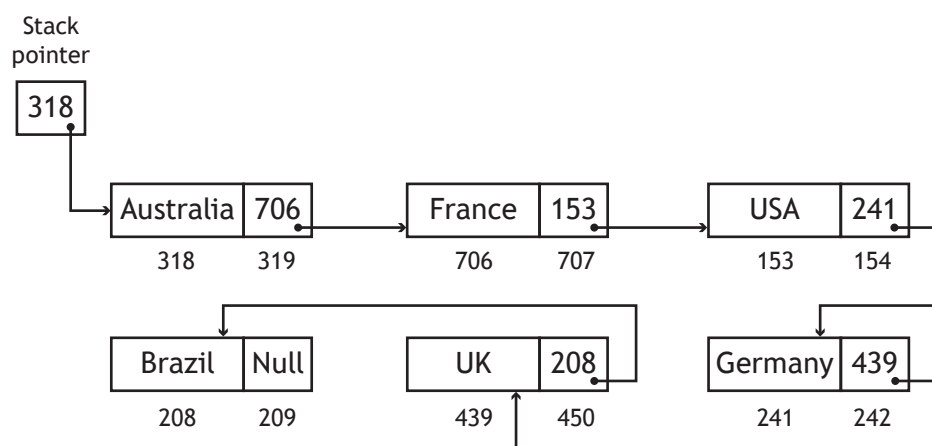 Stack
pointer
318
Australia 706 France 153 USA 241
318 319 706 707 153 154
Brazil Null UK 208 Germany 439
208 209 439 450 241 242